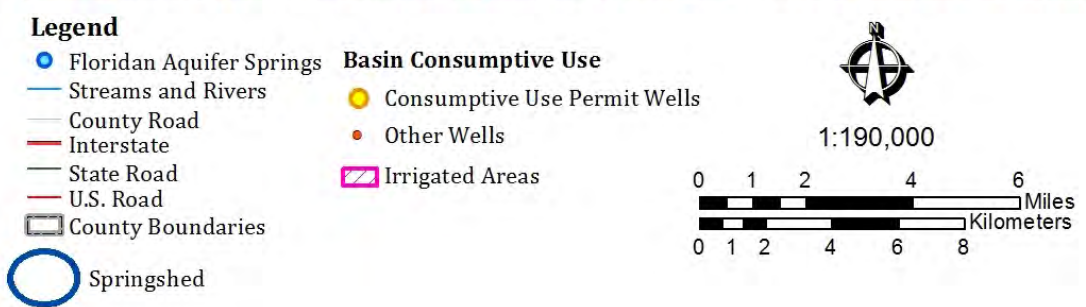 Legend
Floridan Aquifer Springs
Streams and Rivers
County Road
Interstate
State Road
U.S. Road
County Boundaries
Springshed
Basin Consumptive Use
Consumptive Use Permit Wells
Other Wells
Irrigated Areas
N
1:190,000
0 1 2 4 6
Miles
Kilometers
0 1 2 4 6 8